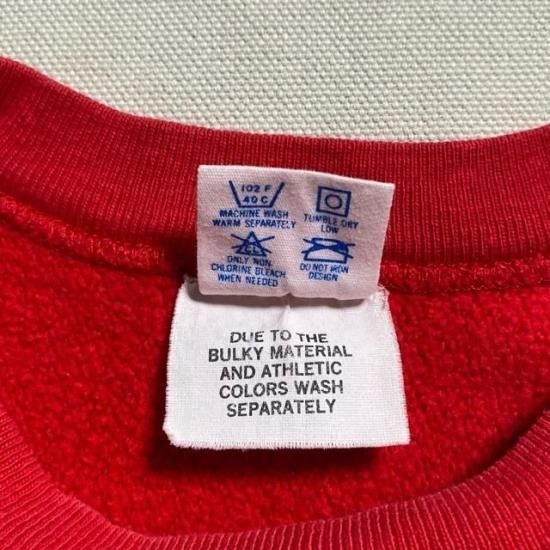 102 F
40 C
MACHINE WASH
WARM SEPARATELY
TUMBLE DRY
LOW
CL
ONLY NON
CHLORINE BLEACH
WHEN NEEDED
DO NOT IRON
DESIGN
DUE TO THE
BULKY MATERIAL
AND ATHLETIC
COLORS WASH
SEPARATELY